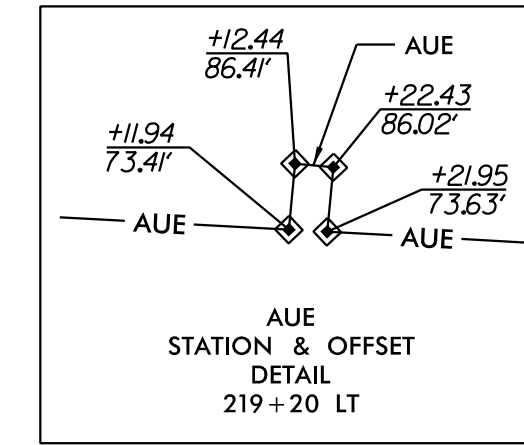 +12.44
86.41'
AUE
+22.43
86.02'
+11.94
73.41'
+21.95
73.63'
AUE
AUE
AUE
STATION & OFFSET
DETAIL
219+20 LT